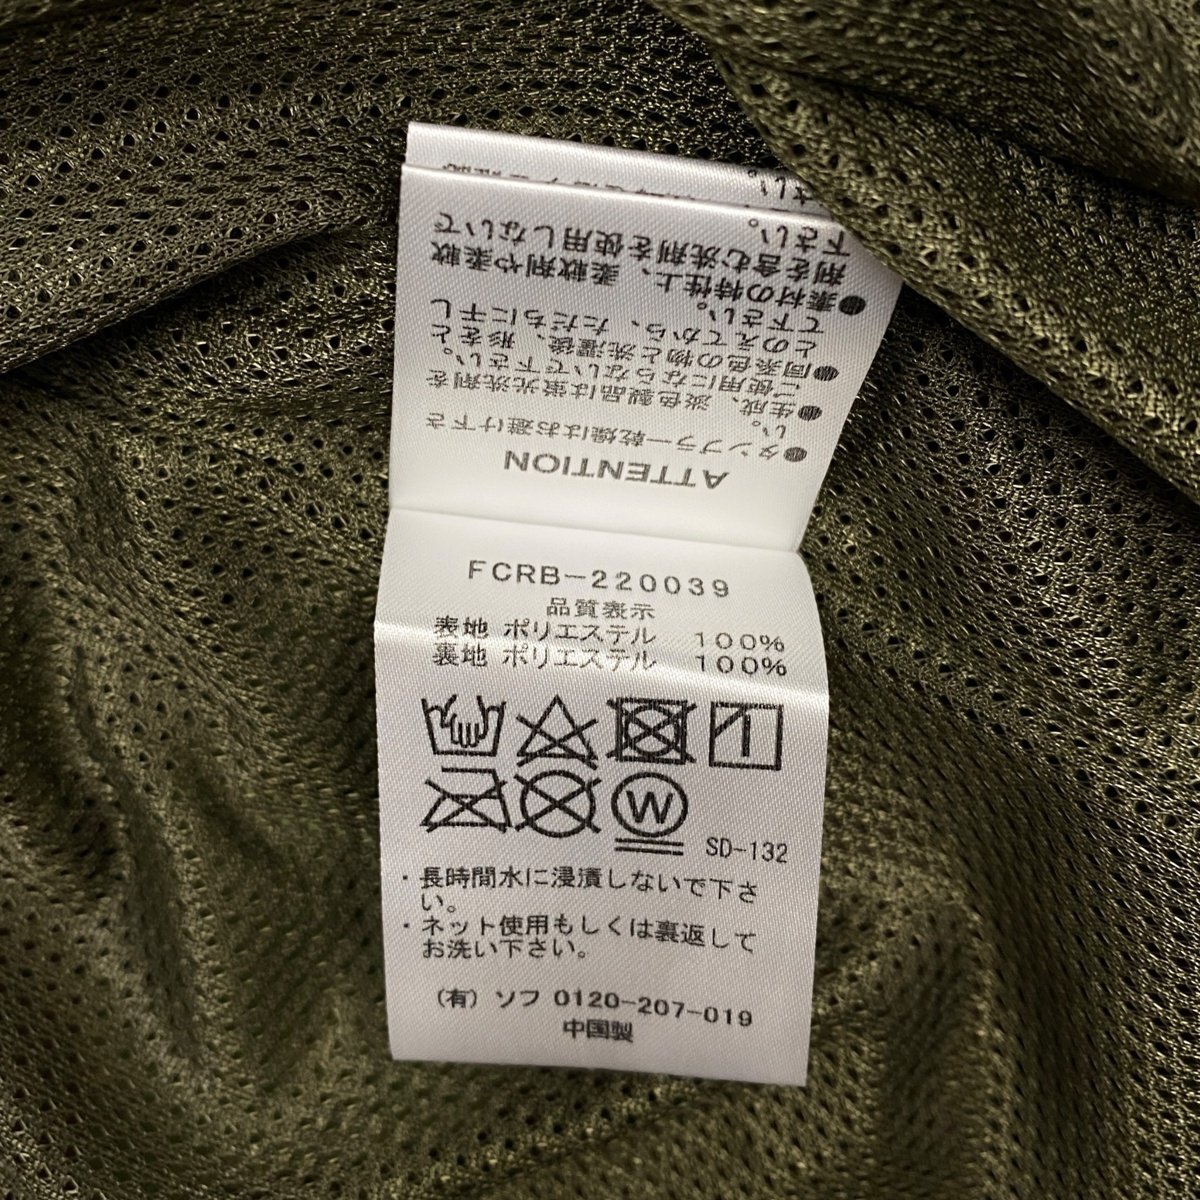 ATTENTION
●タンブラー乾燥はお避け下さ
い。
●生成、淡色製品は蛍光洗剤を
ご使用にならないで下さい。
●同系色の物と洗濯後、形をと
とのえてから、ただちに干し
て下さい。
●素材の特性上、柔軟剤や柔軟
剤を含む洗剤を使用しないで
下さい。
FCRB-220039
品質表示
表地 ポリエステル 100%
裏地 ポリエステル 100%
W SD-132
・長時間水に浸漬しないで下さ
い。
・ネット使用もしくは裏返して
お洗い下さい。
(有) ソフ 0120-207-019
中国製